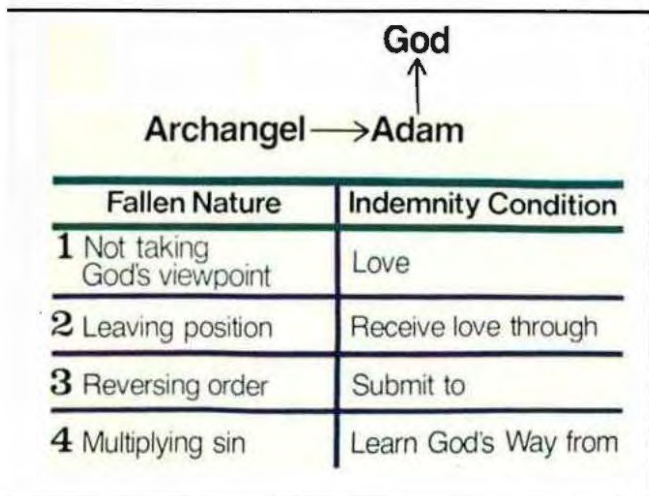 God
Archangel → Adam
Fallen Nature Indemnity Condition
1 Not taking
God's viewpoint Love
2 Leaving position Receive love through
3 Reversing order Submit to
4 Multiplying sin Learn God's Way from